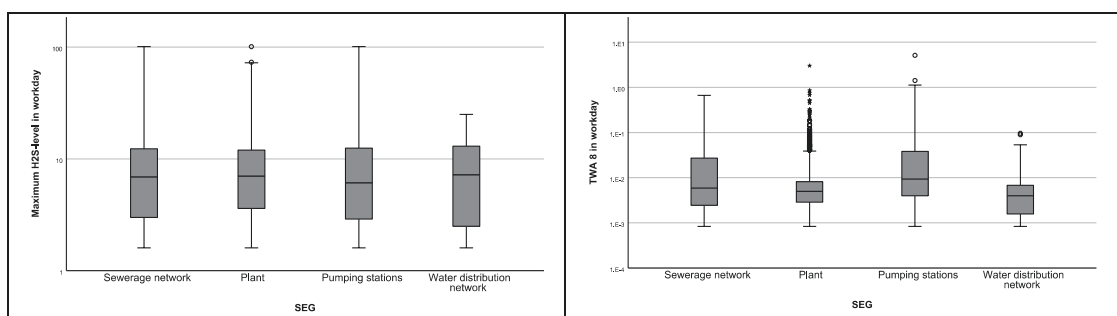 Maximum H2S-level in workday
100
10
1
Sewerage network
Plant
Pumping stations
Water distribution
network
SEG
TWA 8 in workday
1.E+1
1.E+00
1.E-1
1.E-2
1.E-3
1.E-4
Sewerage network
Plant
Pumping stations
Water distribution
network
SEG